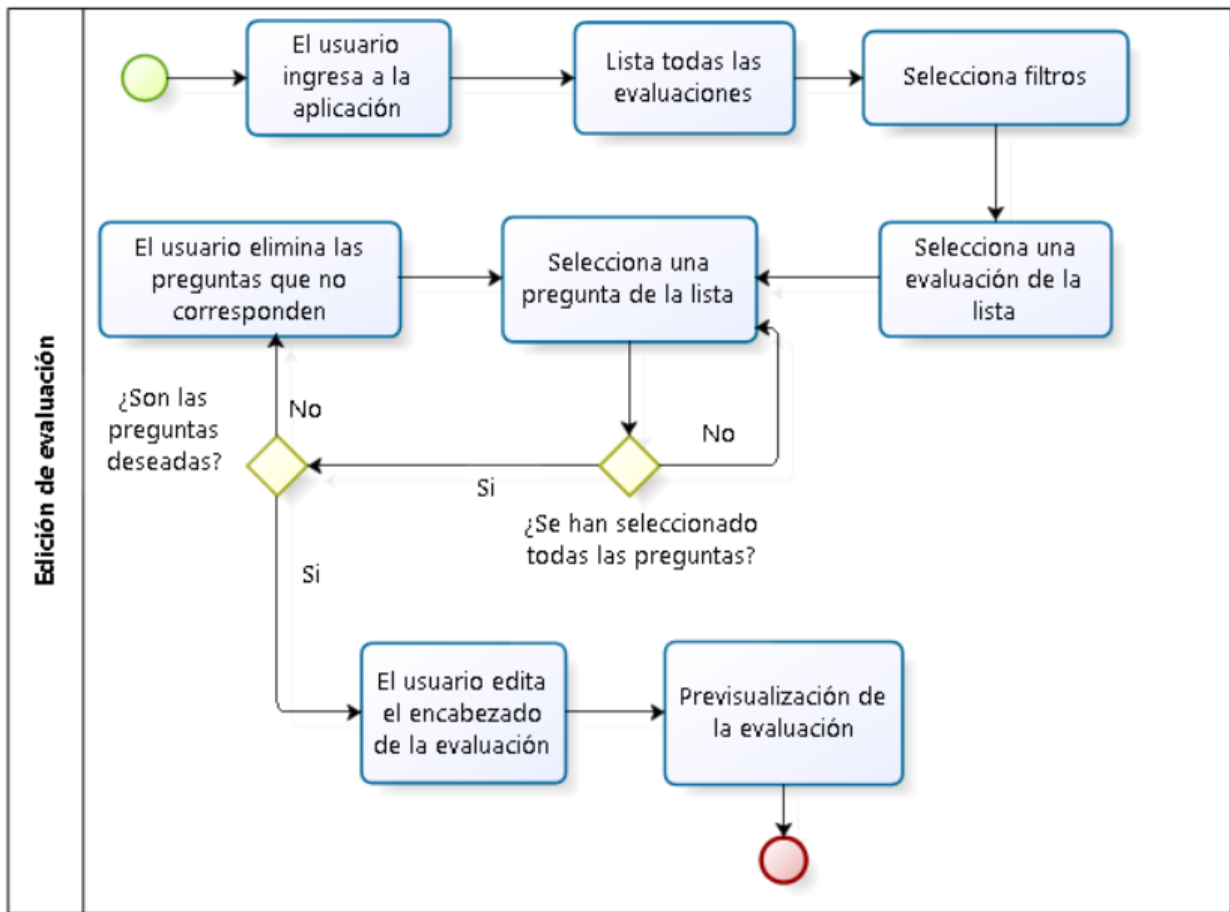 Edición de evaluación
El usuario
ingresa a la
aplicación
Lista todas las
evaluaciones
Selecciona filtros
El usuario elimina las
preguntas que no
corresponden
Selecciona una
pregunta de la lista
Selecciona una
evaluación de la
lista
¿Son las
preguntas
deseadas?
No
No
Si
¿Se han seleccionado
todas las preguntas?
Si
El usuario edita
el encabezado
de la evaluación
Previsualización de
la evaluación